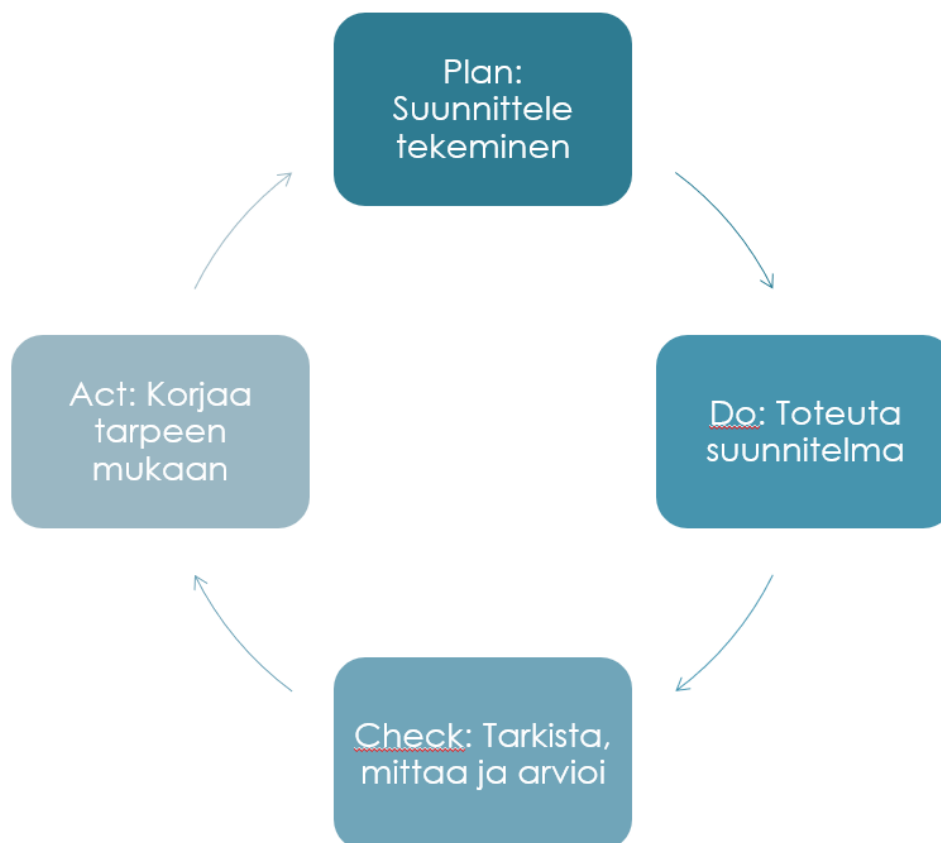 Plan:
Suunnittele
tekeminen
Do: Toteuta
suunnitelma
Check: Tarkista,
mittaa ja arvioi
Act: Korjaa
tarpeen
mukaan